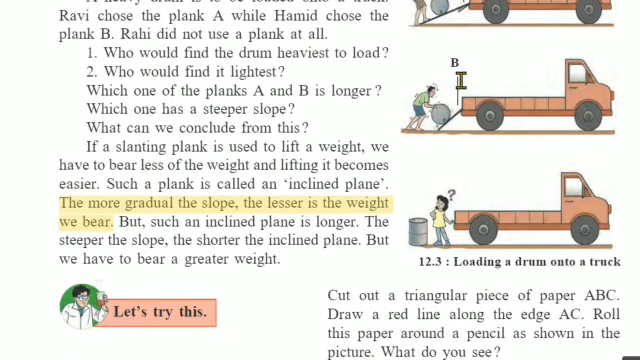 A heavy drum is to be loaded onto a truck.
Ravi chose the plank A while Hamid chose the
plank B. Rahi did not use a plank at all.
1. Who would find the drum heaviest to load?
2. Who would find it lightest?
Which one of the planks A and B is longer?
Which one has a steeper slope?
What can we conclude from this?
If a slanting plank is used to lift a weight, we
have to bear less of the weight and lifting it becomes
easier. Such a plank is called an ‘inclined plane’.
The more gradual the slope, the lesser is the weight
we bear. But, such an inclined plane is longer. The
steeper the slope, the shorter the inclined plane. But
we have to bear a greater weight.
B
?
12.3 : Loading a drum onto a truck
Let's try this.
Cut out a triangular piece of paper ABC.
Draw a red line along the edge AC. Roll
this paper around a pencil as shown in the
picture. What do you see?